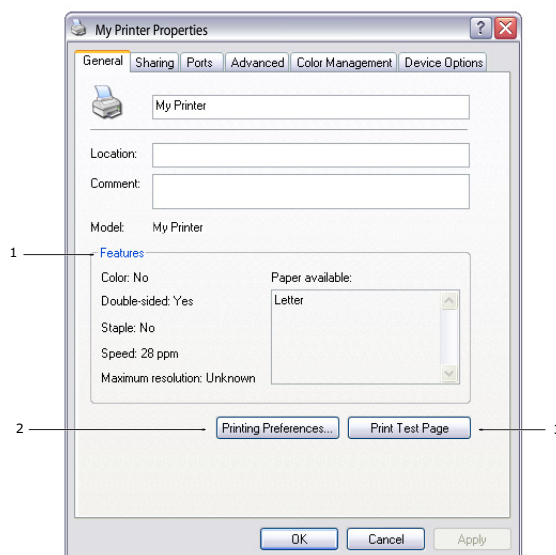 My Printer Properties
General Sharing Ports Advanced Color Management Device Options
My Printer
Location:
Comment:
Model: My Printer
1
Features
Color: No
Paper available:
Double-sided: Yes
Letter
Staple: No
Speed: 28 ppm
Maximum resolution: Unknown
2
Printing Preferences...
Print Test Page
OK Cancel Apply